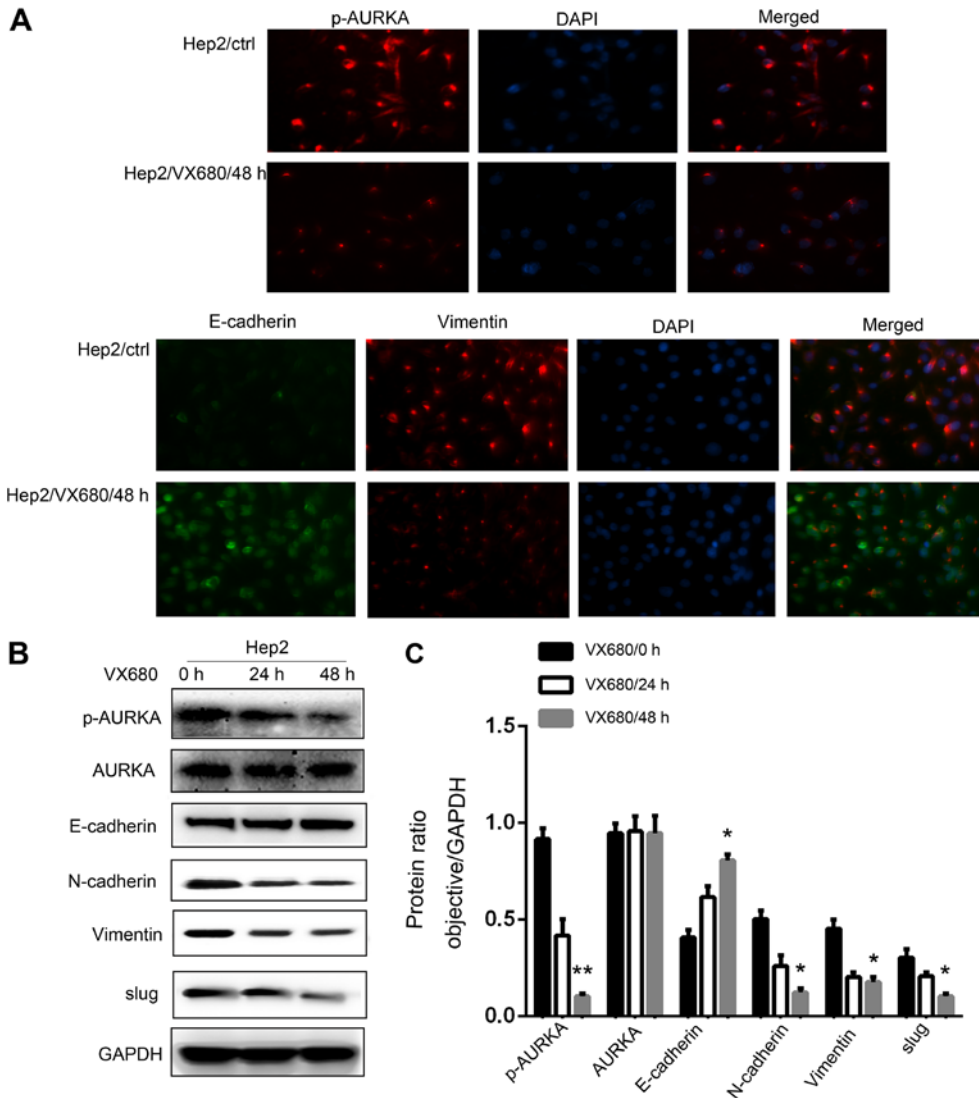 A
p-AURKA DAPI Merged
Hep2/ctrl
Hep2/VX680/48 h
E-cadherin Vimentin DAPI Merged
Hep2/ctrl
Hep2/VX680/48 h
B
Hep2
VX680 0 h 24 h 48 h
p-AURKA
AURKA
E-cadherin
N-cadherin
Vimentin
slug
GAPDH
C
VX680/0 h
VX680/24 h
VX680/48 h
Protein ratio
objective/GAPDH
1.5
1.0
0.5
0.0
** * * * *
p-AURKA
AURKA
E-cadherin
N-cadherin
Vimentin
slug